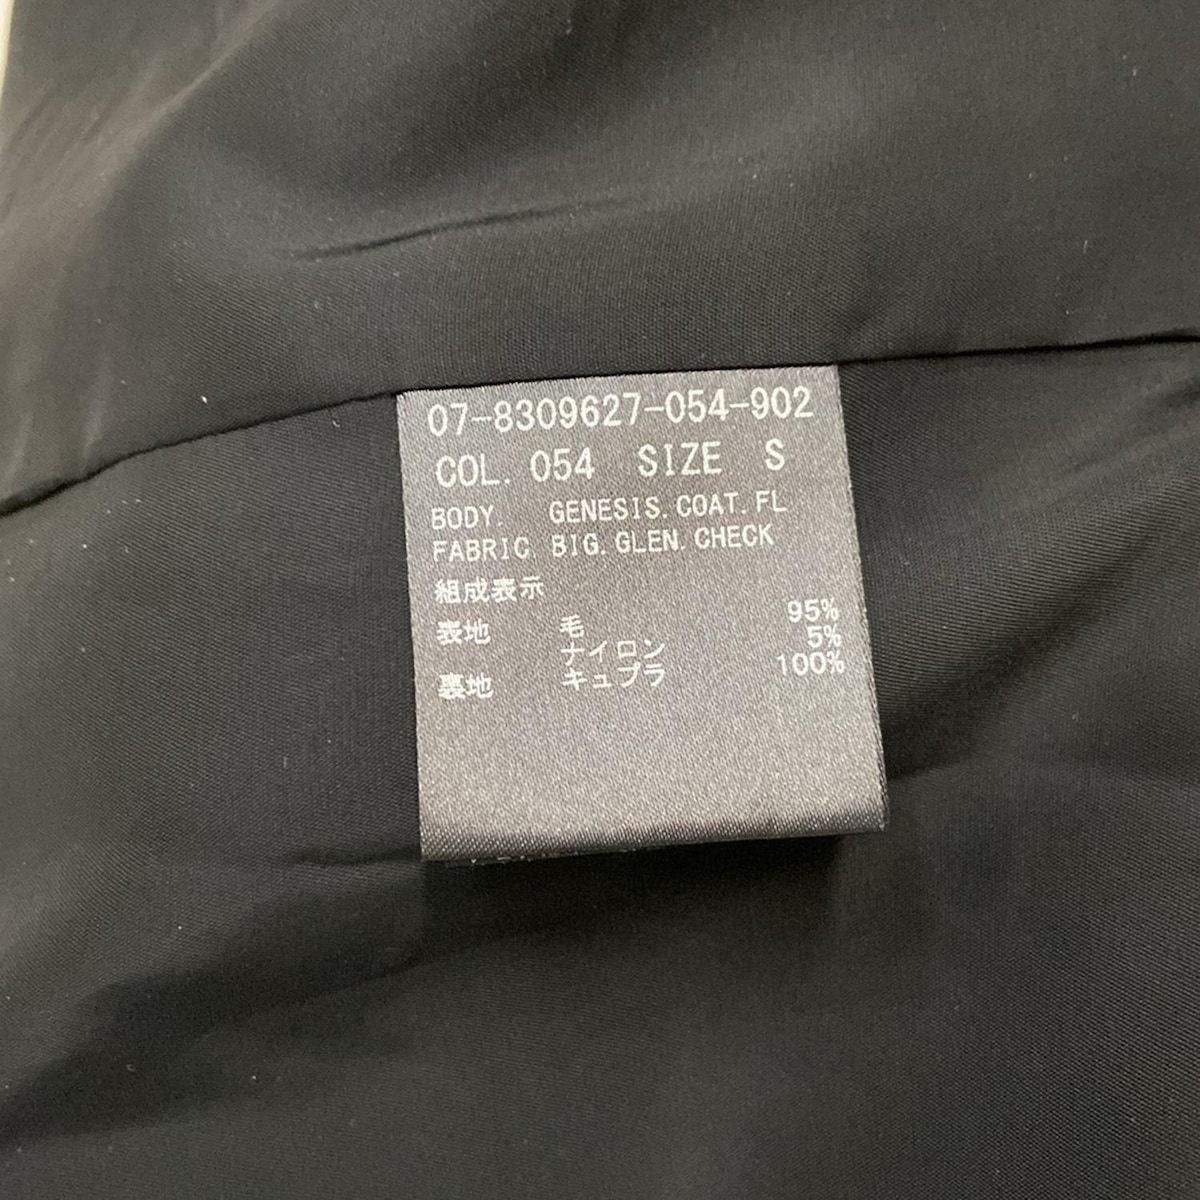 07-8309627-054-902
COL. 054 SIZE S
BODY. GENESIS.COAT.FL
FABRIC. BIG.GLEN.CHECK
組成表示
表地 毛 95%
ナイロン 5%
裏地 キュプラ 100%